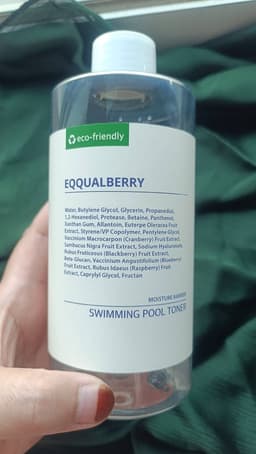 eco-friendly
EQQUALBERRY
Water, Butylene Glycol, Glycerin, Propanediol,
1,2-Hexanediol, Protease, Betaine, Panthenol,
Xanthan Gum, Allantoin, Euterpe Oleracea Fruit
Extract, Styrene/VP Copolymer, Pentylene Glycol,
Vaccinium Macrocarpon (Cranberry) Fruit Extract,
Sambucus Nigra Fruit Extract, Sodium Hyaluronate,
Rubus Fruticosus (Blackberry) Fruit Extract,
Beta-Glucan, Vaccinium Angustifolium (Blueberry)
Fruit Extract, Rubus Idaeus (Raspberry) Fruit
Extract, Caprylyl Glycol, Fructan
MOISTURE BARRIER
SWIMMING POOL TONER